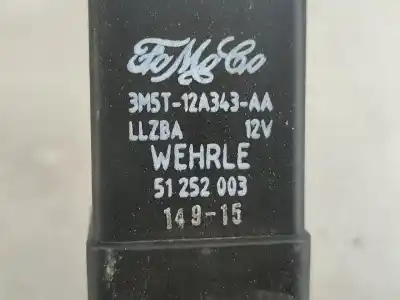 FoMoCo
3M5T-12A343-AA
LLZBA 12V
WEHRLE
51 252 003
149-15